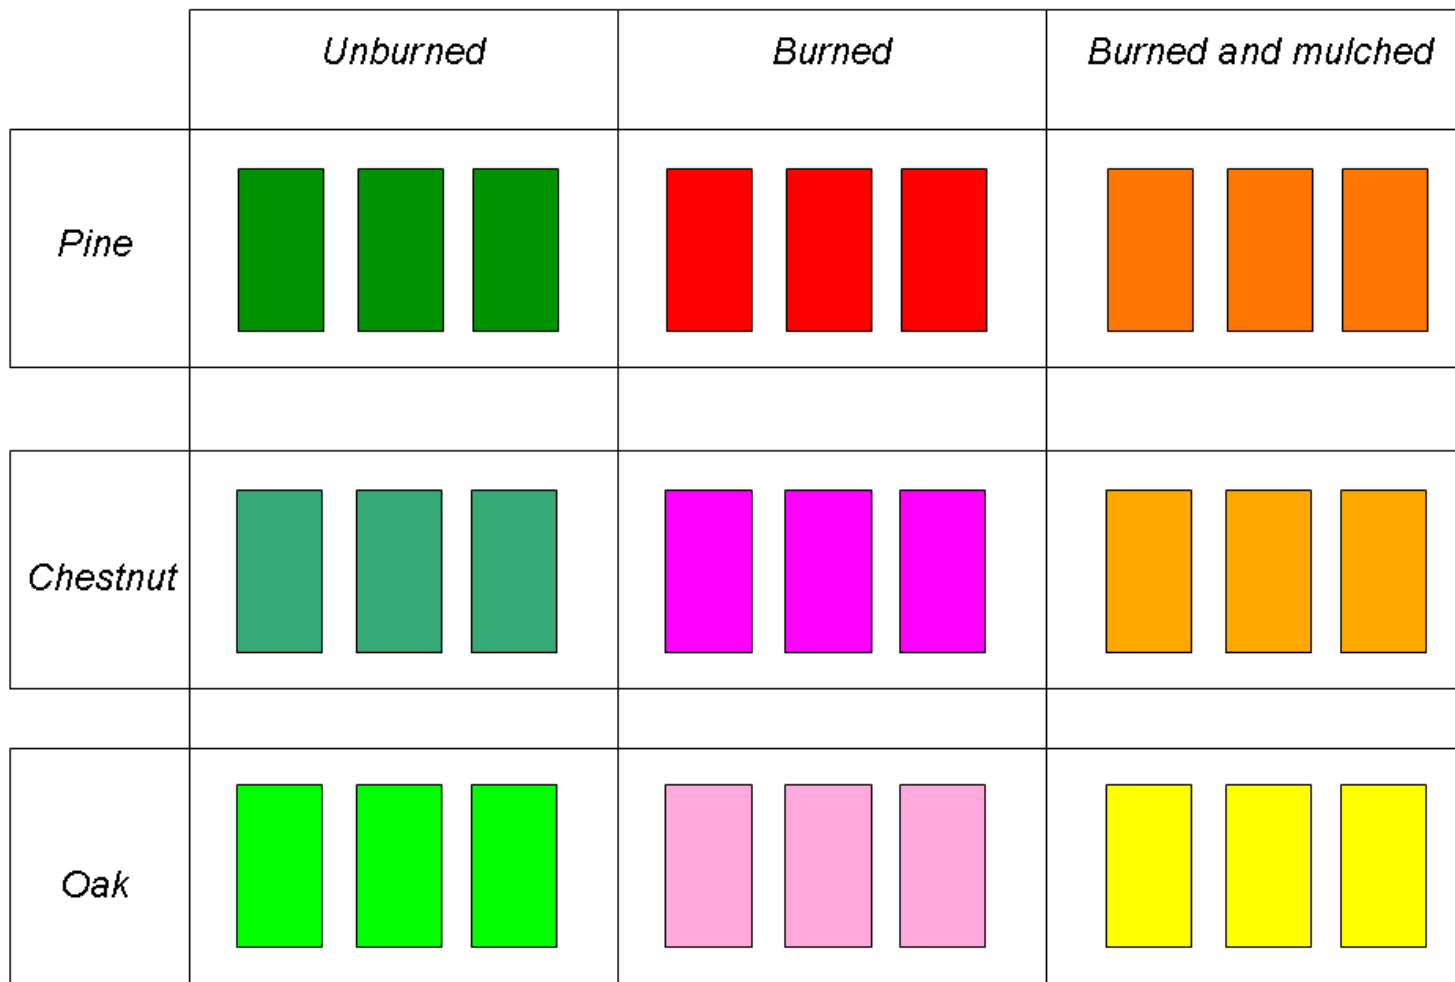 Unburned
Burned
Burned and mulched
Pine
Chestnut
Oak